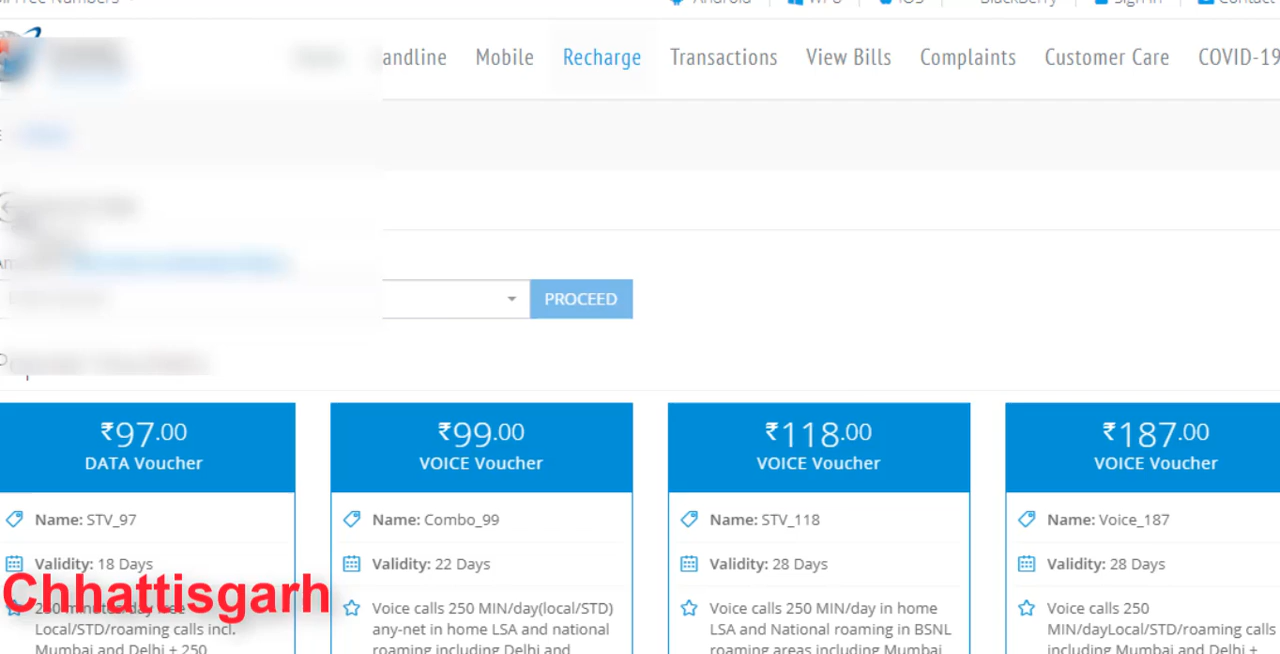 Landline Mobile Recharge Transactions View Bills Complaints Customer Care COVID-19
PROCEED
₹97.00
DATA Voucher
Name: STV_97
Validity: 18 Days
250 minutes/day free
Local/STD/roaming calls incl.
Mumbai and Delhi + 250
₹99.00
VOICE Voucher
Name: Combo_99
Validity: 22 Days
Voice calls 250 MIN/day(local/STD)
any-net in home LSA and national
roaming including Delhi and
₹118.00
VOICE Voucher
Name: STV_118
Validity: 28 Days
Voice calls 250 MIN/day in home
LSA and National roaming in BSNL
roaming areas including Mumbai
₹187.00
VOICE Voucher
Name: Voice_187
Validity: 28 Days
Voice calls 250
MIN/dayLocal/STD/roaming calls
including Mumbai and Delhi +
Chhattisgarh